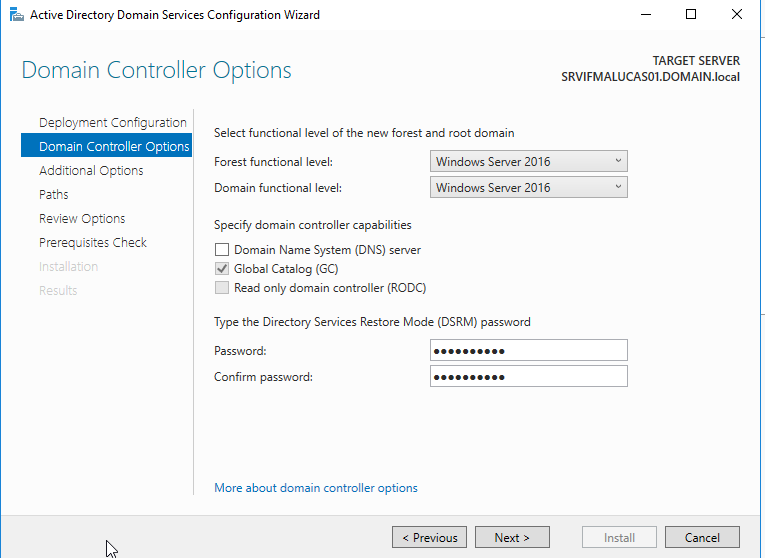 Active Directory Domain Services Configuration Wizard
Domain Controller Options
TARGET SERVER
SRVIFMALUCAS01.DOMAIN.local
Deployment Configuration
Domain Controller Options
Additional Options
Paths
Review Options
Prerequisites Check
Installation
Results
Select functional level of the new forest and root domain
Forest functional level: Windows Server 2016
Domain functional level: Windows Server 2016
Specify domain controller capabilities
Domain Name System (DNS) server
Global Catalog (GC)
Read only domain controller (RODC)
Type the Directory Services Restore Mode (DSRM) password
Password: ●●●●●●●●●●
Confirm password: ●●●●●●●●●●
More about domain controller options
< Previous Next > Install Cancel